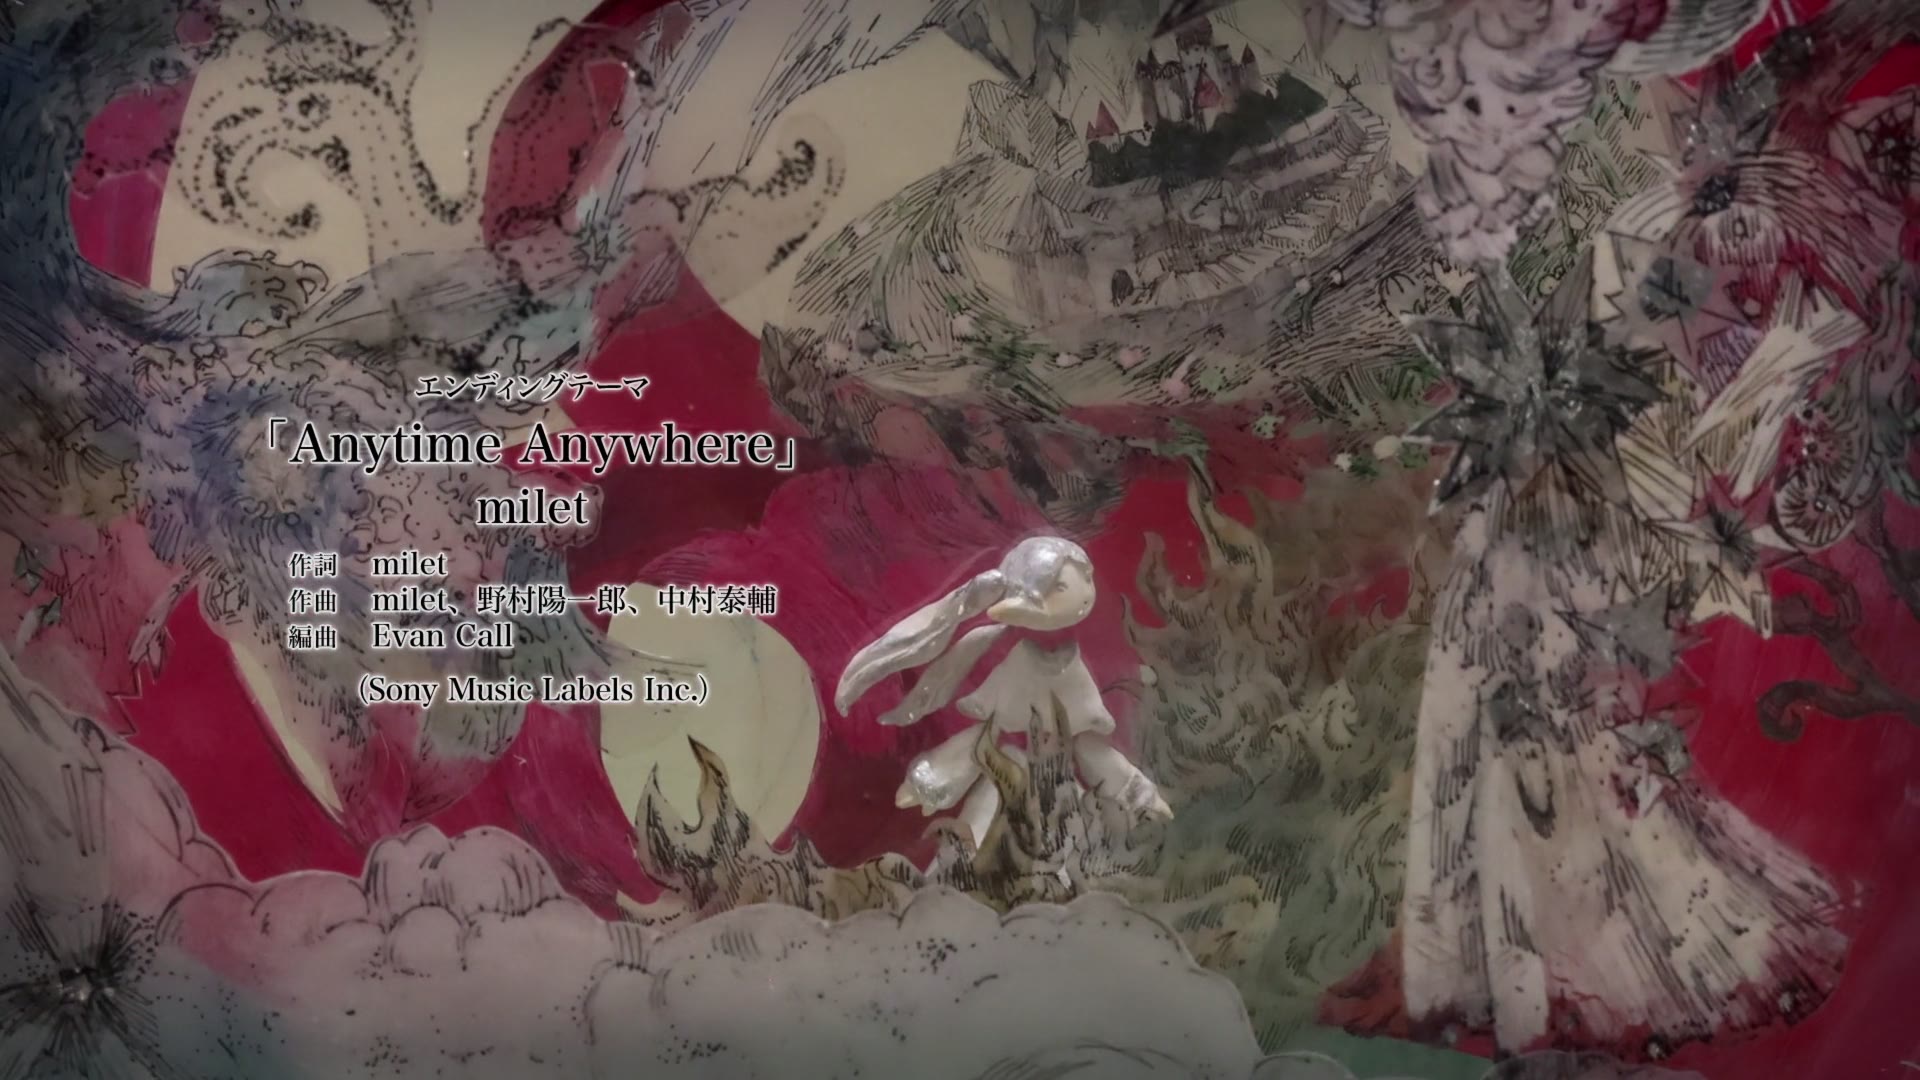 エンディングテーマ
「Anytime Anywhere」
milet
作詞 milet
作曲 milet、野村陽一郎、中村泰輔
編曲 Evan Call
(Sony Music Labels Inc.)